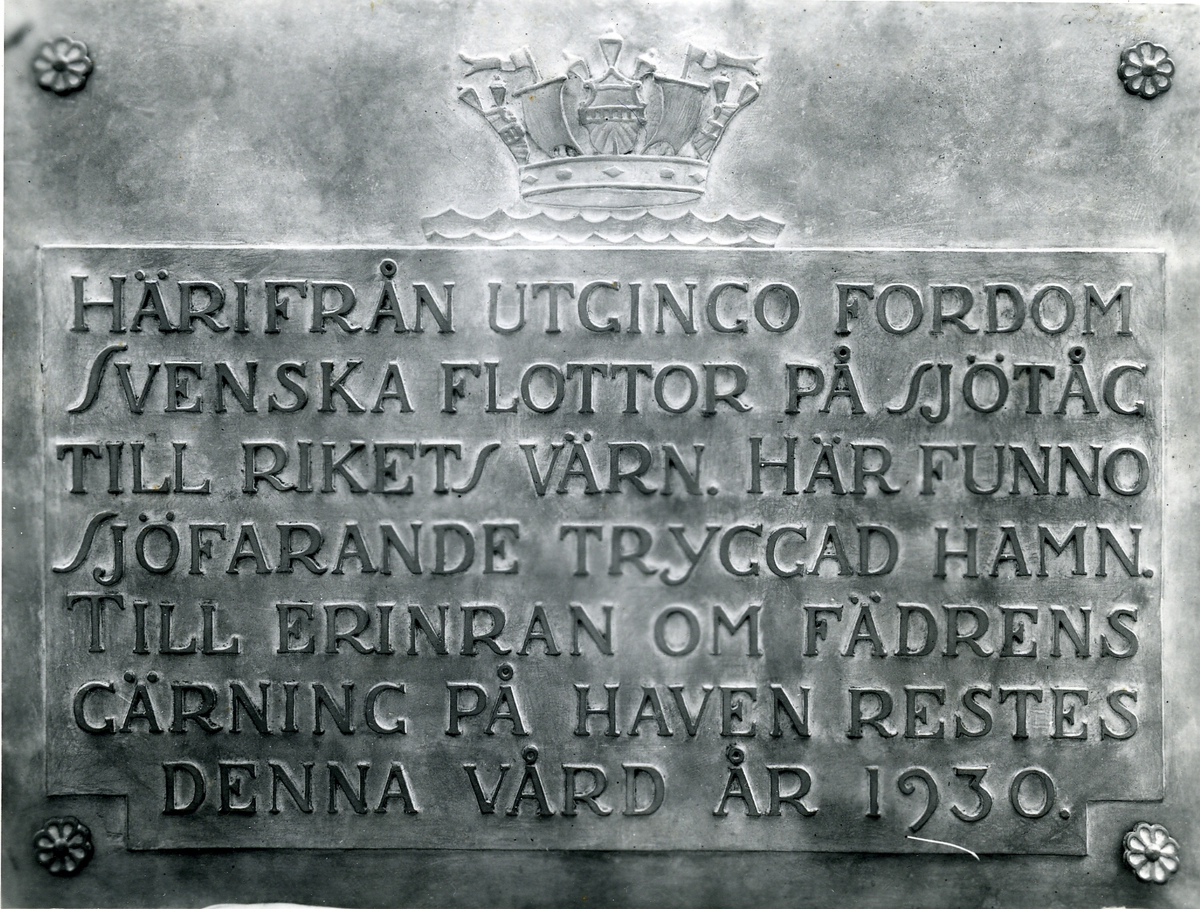 HÄRIFRÅN UTGINGO FORDOM
SVENSKA FLOTTOR PÅ SJÖTÅG
TILL RIKETS VÄRN. HÄR FUNNO
SJÖFARANDE TRYGGAD HAMN.
TILL ERINRAN OM FÄDRENS
GÄRNING PÅ HAVEN RESTES
DENNA VÅRD ÅR 1930.